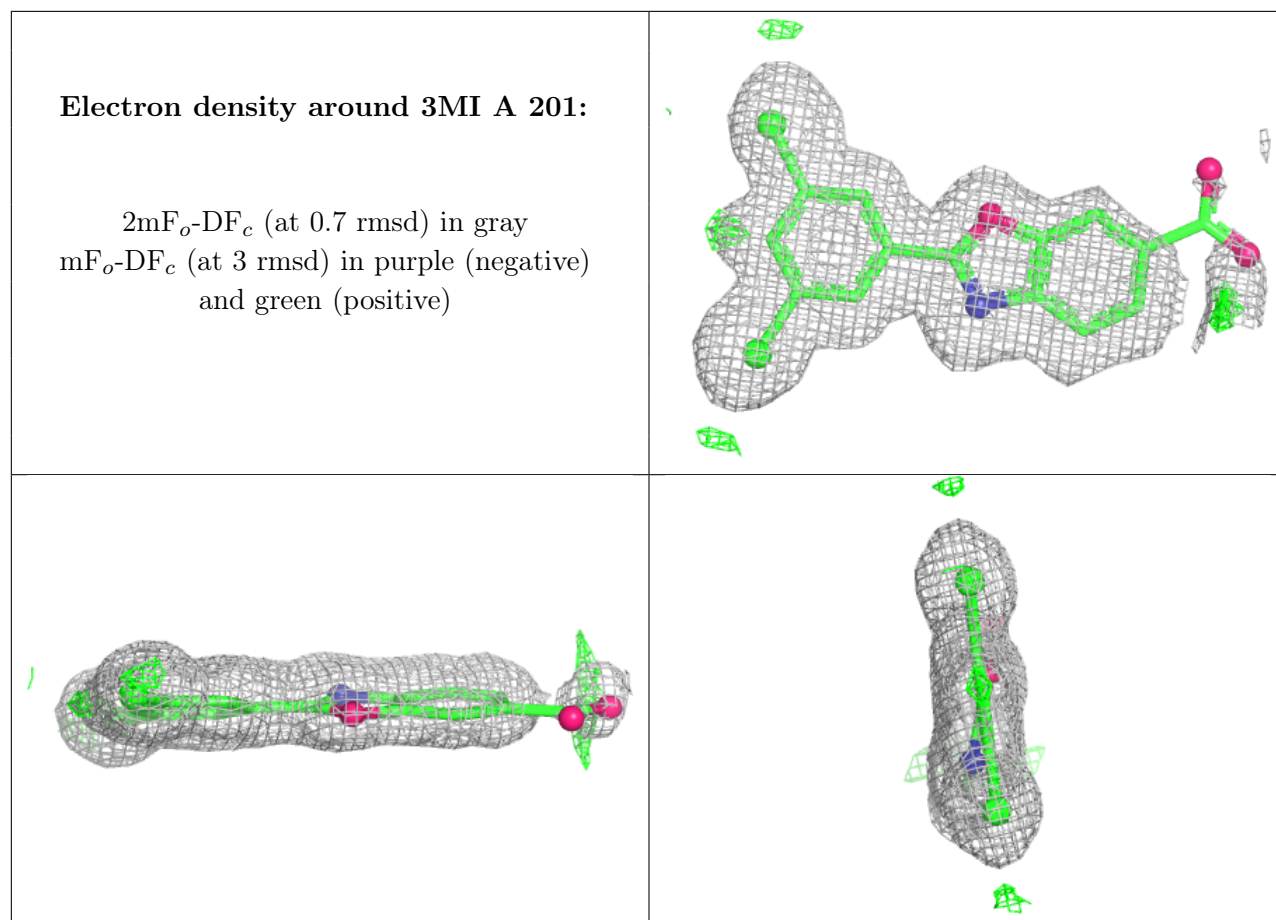 Electron density around 3MI A 201:
2mFo-DFc (at 0.7 rmsd) in gray
mFo-DFc (at 3 rmsd) in purple (negative)
and green (positive)